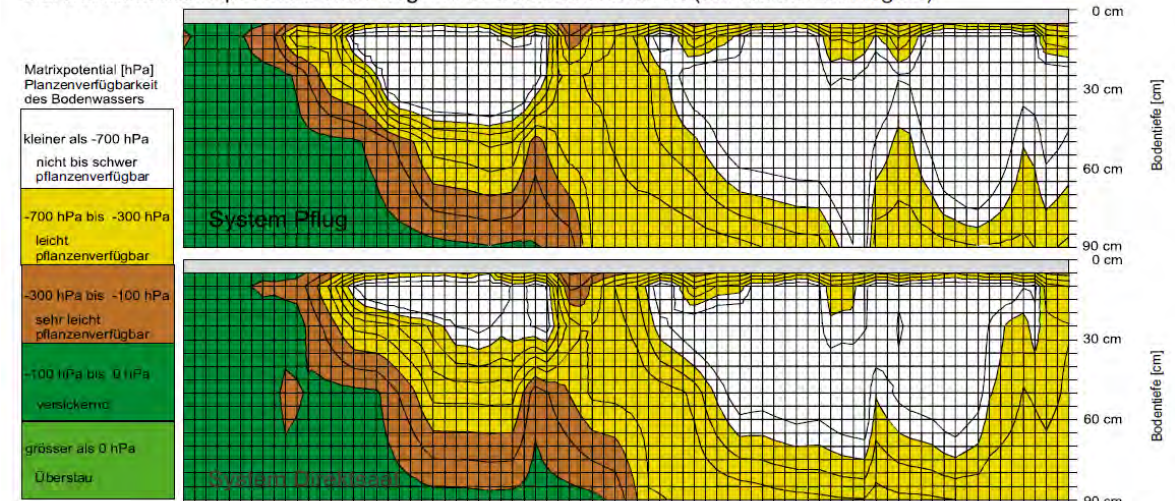 Matrixpotential [hPa]
Planzenverfügbarkeit
des Bodenwassers
kleiner als -700 hPa
nicht bis schwer
pflanzenverfügbar
-700 hPa bis -300 hPa
leicht
pflanzenverfügbar
-300 hPa bis -100 hPa
sehr leicht
pflanzenverfügbar
-100 hPa bis 0 hPa
versickernd
grösser als 0 hPa
Überstau
System Pflug
0 cm
30 cm
60 cm
90 cm
Bodentiefe [cm]
System Direktsaat
0 cm
30 cm
60 cm
90 cm
Bodentiefe [cm]